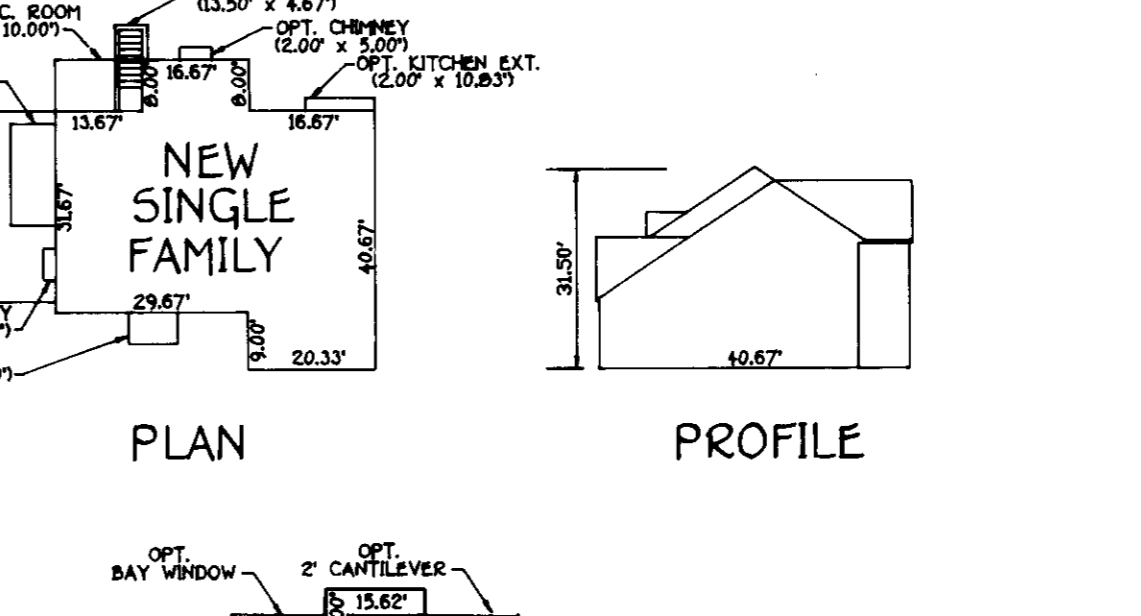 (13.50' x 4.67')
C. ROOM
10.00')
OPT. CHIMNEY
(2.00' x 5.00')
OPT. KITCHEN EXT.
(2.00' x 10.83')
8.00'
16.67'
8.00'
13.67'
16.67'
NEW
SINGLE
FAMILY
31.67'
40.67'
29.67'
9.00'
20.33'
Y
')
')
31.50'
40.67'
PLAN
PROFILE
OPT.
BAY WINDOW
OPT.
2' CANTILEVER
15.62'